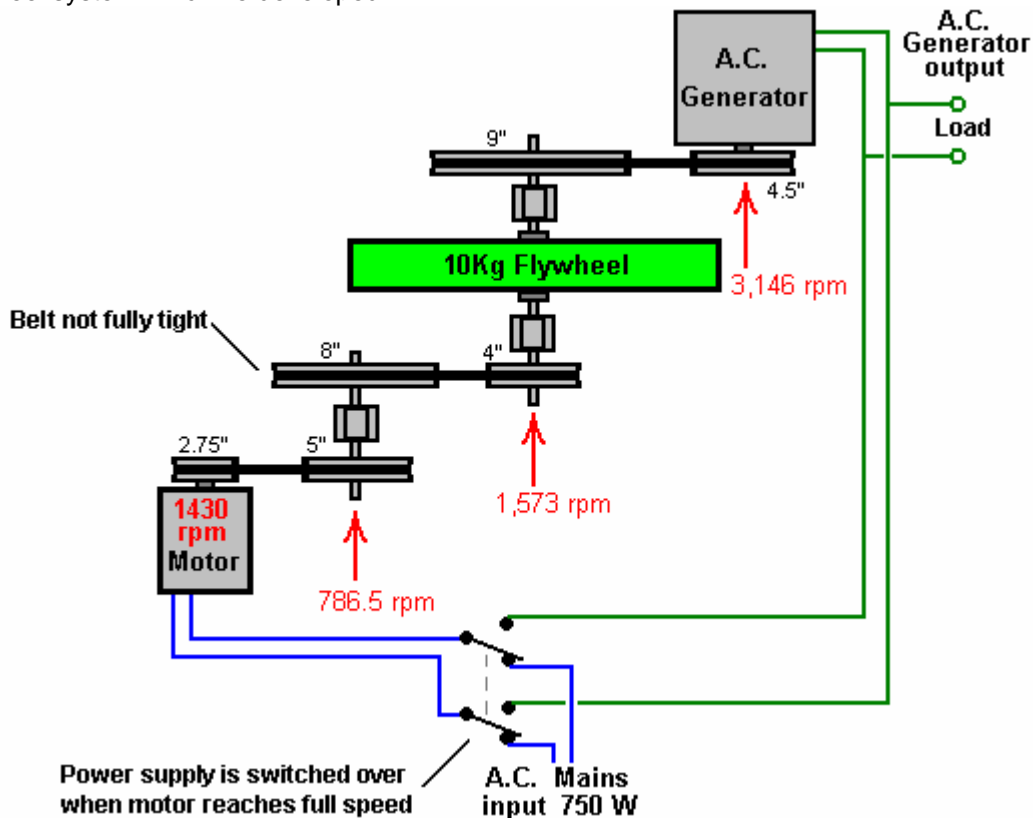 A.C.
Generator
output
A.C.
Generator
Load
9"
4.5"
10Kg Flywheel
3,146 rpm
Belt not fully tight
8"
4"
2.75"
5"
1430
rpm
Motor
1,573 rpm
786.5 rpm
Power supply is switched over
when motor reaches full speed
A.C. Mains
input 750 W